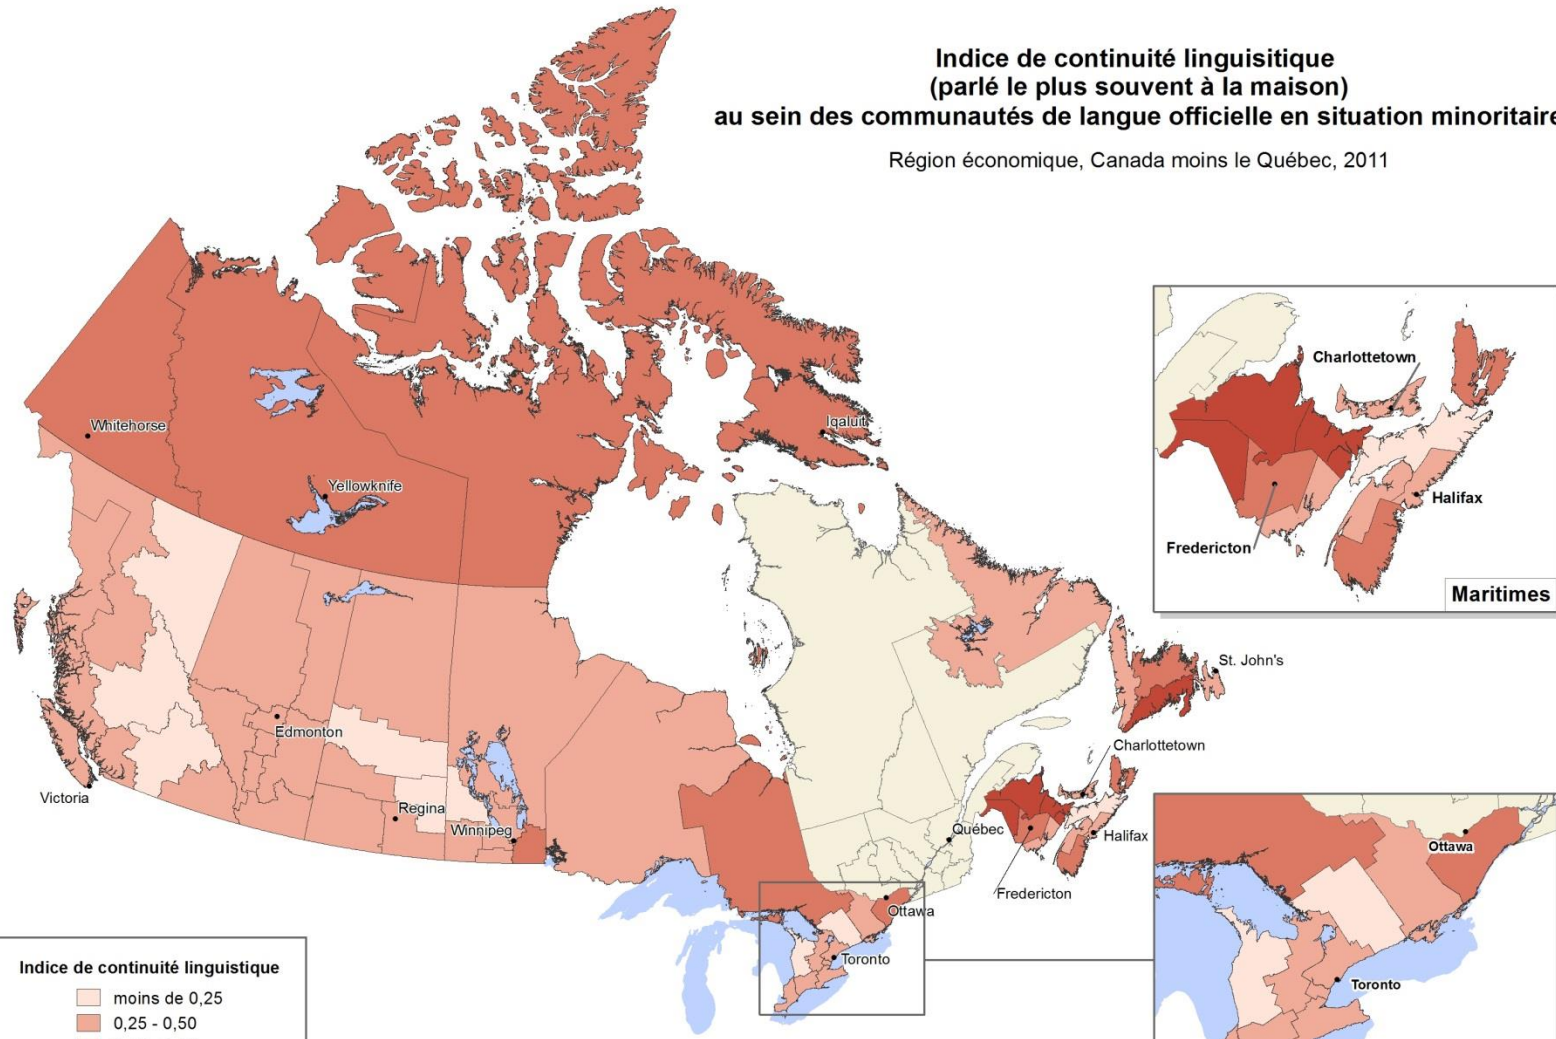 Indice de continuité linguisitique
(parlé le plus souvent à la maison)
au sein des communautés de langue officielle en situation minoritaire
Région économique, Canada moins le Québec, 2011
Charlottetown
Halifax
Fredericton
Maritimes
Whitehorse
Iqaluit
Yellowknife
St. John's
Edmonton
Charlottetown
Victoria
Regina
Winnipeg
Québec
Halifax
Fredericton
Ottawa
Toronto
Ottawa
Toronto
Indice de continuité linguistique
moins de 0,25
0,25 - 0,50